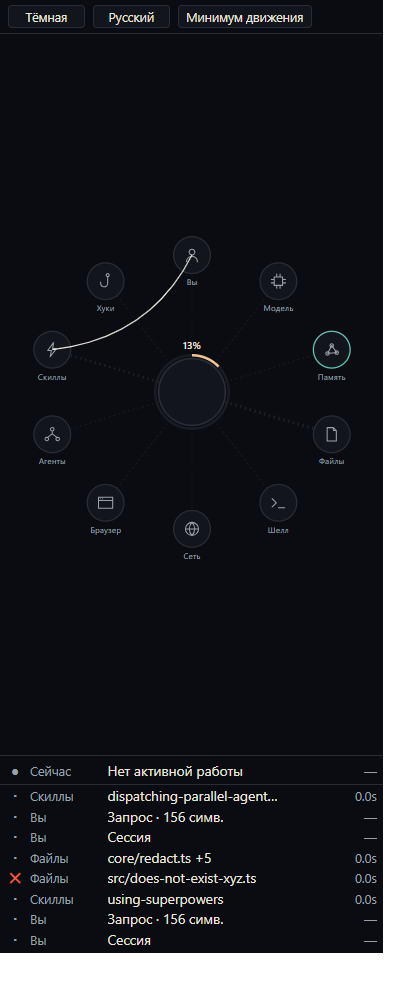 Тёмная Русский Минимум движения
Вы
Хуки Модель
13%
Скиллы Память
Агенты Файлы
Браузер Шелл
Сеть
Сейчас Нет активной работы —
Скиллы dispatching-parallel-agent... 0.0s
Вы Запрос · 156 симв. —
Вы Сессия —
Файлы core/redact.ts +5 0.0s
Файлы src/does-not-exist-xyz.ts 0.0s
Скиллы using-superpowers 0.0s
Вы Запрос · 156 симв. —
Вы Сессия —